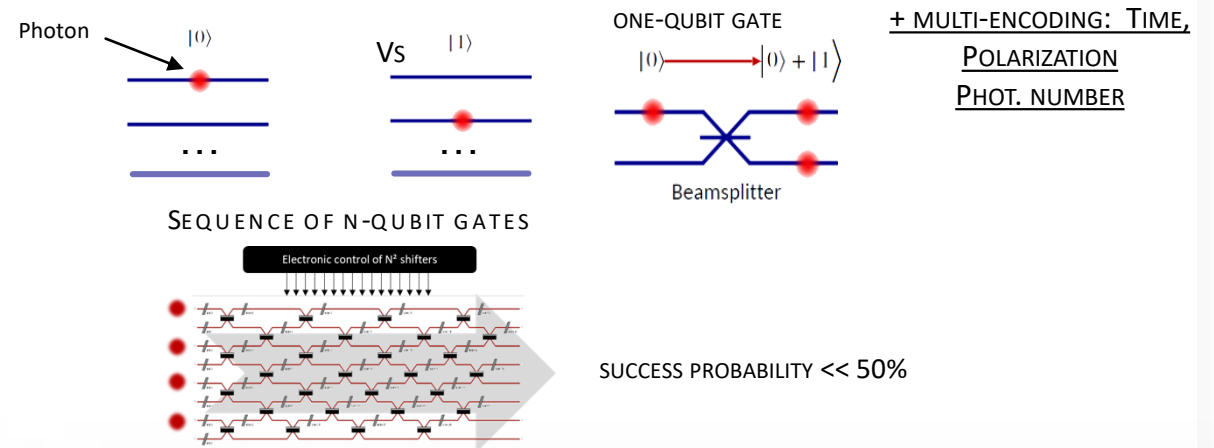 Photon
|0⟩
Vs
|1⟩
...
...
ONE-QUBIT GATE
|0⟩ |0⟩ + |1⟩
Beamsplitter
+ MULTI-ENCODING: TIME,
POLARIZATION
PHOT. NUMBER
SEQUENCE OF N-QUBIT GATES
Electronic control of N² shifters
SUCCESS PROBABILITY << 50%